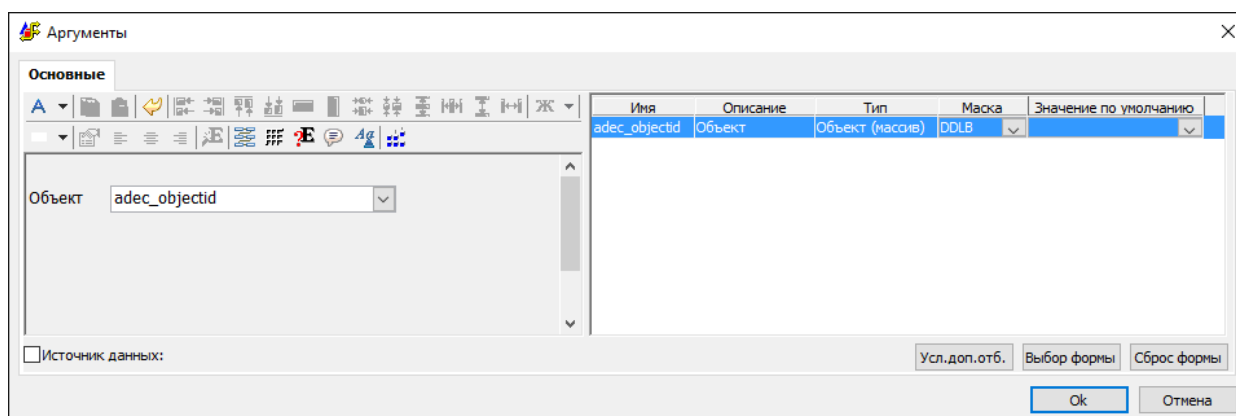 Аргументы
Основные
A Ж
E ?E Ag
Объект adec_objectid
Имя Описание Тип Маска Значение по умолчанию
adec_objectid Объект Объект (массив) DDLB
Источник данных:
Усл.доп.отб. Выбор формы Сброс формы
Ok Отмена